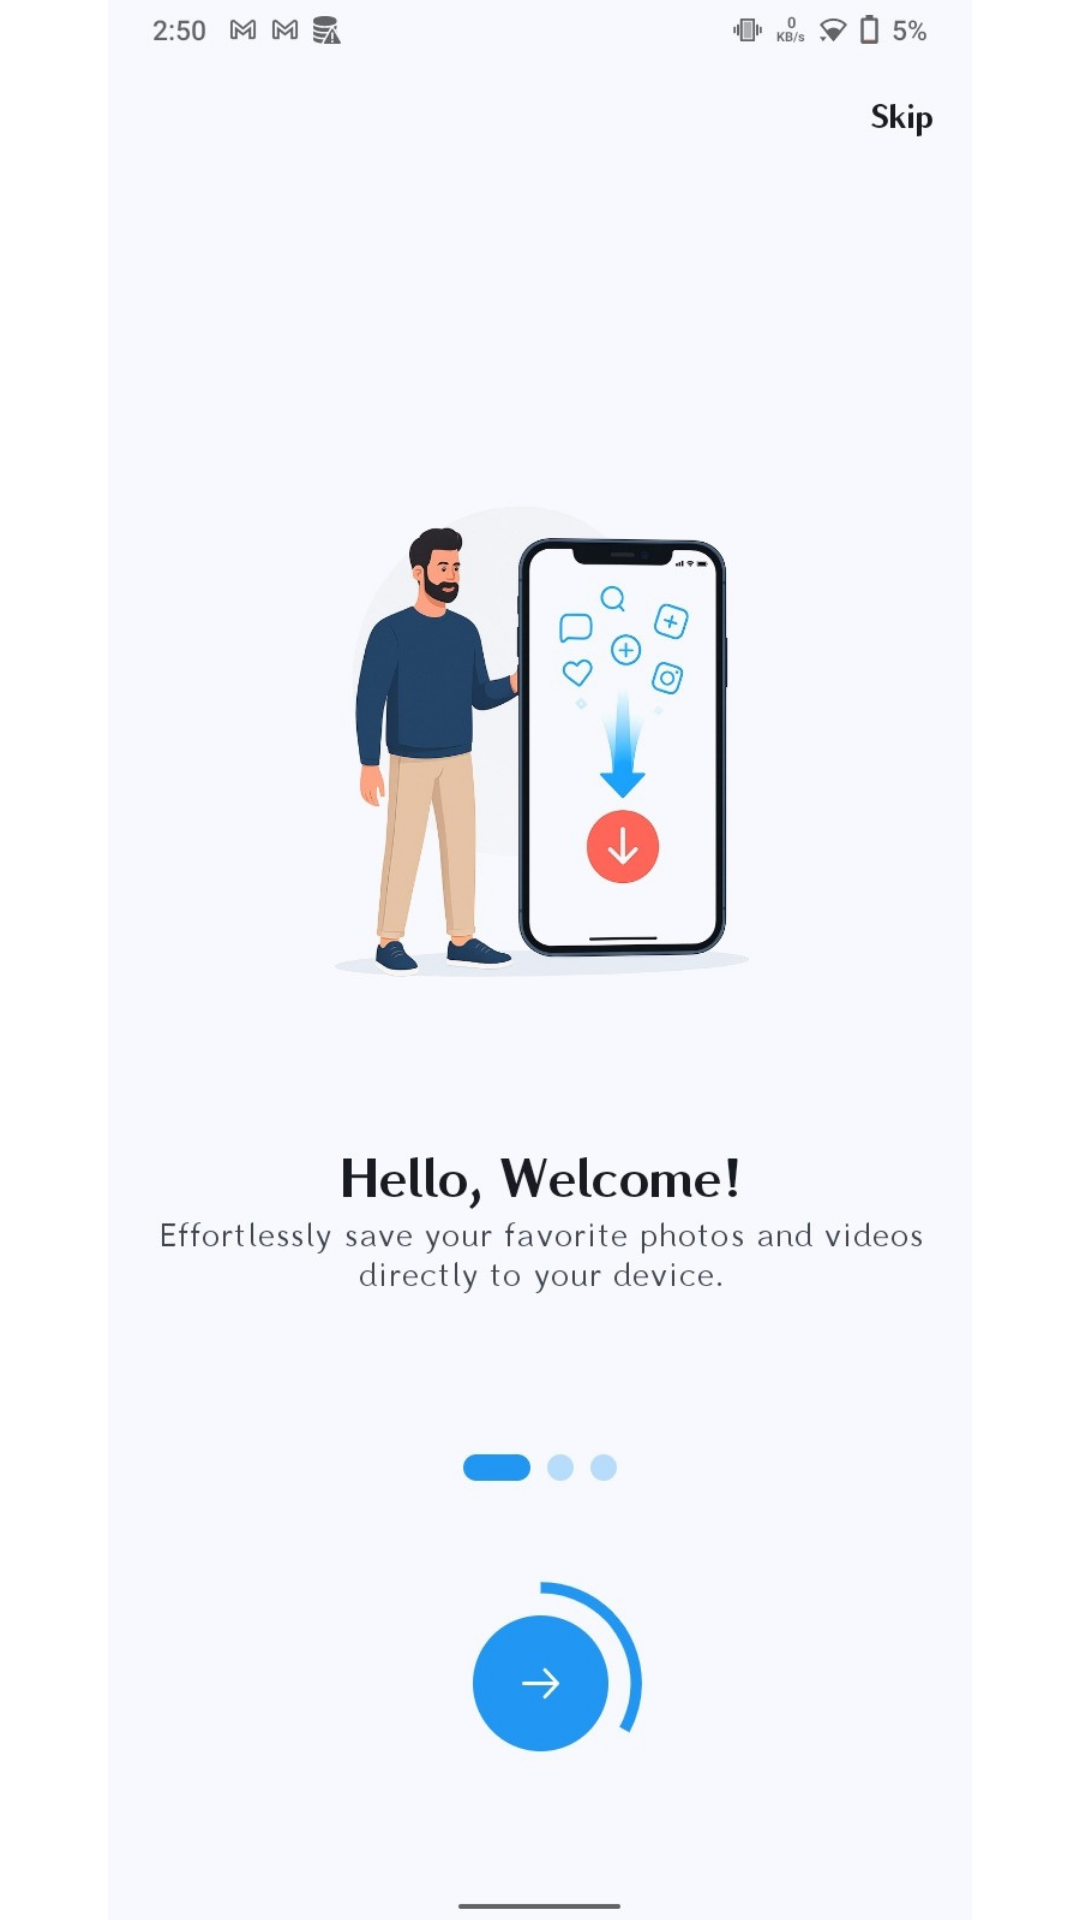 2:50
0
KB/s
5%
Skip
Hello, Welcome!
Effortlessly save your favorite photos and videos
directly to your device.